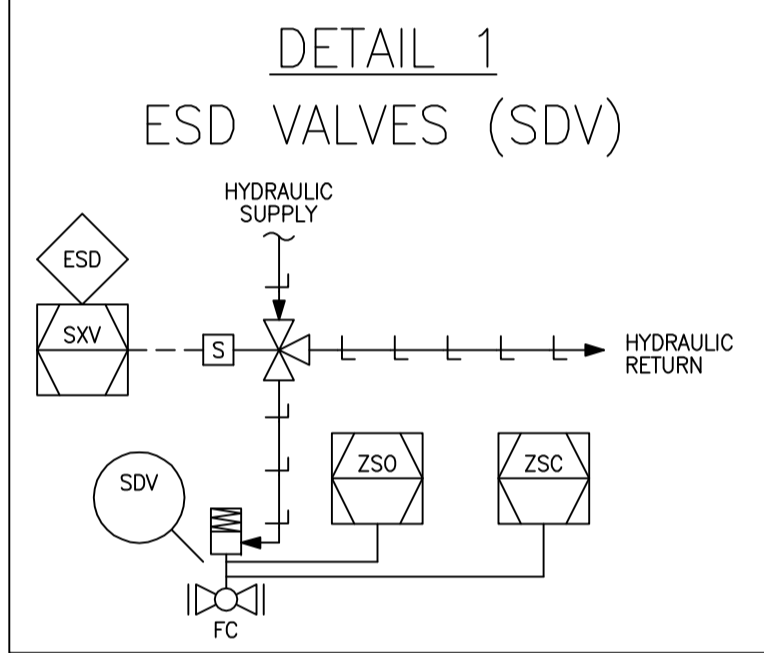 DETAIL 1
ESD VALVES (SDV)
HYDRAULIC
SUPPLY
ESD
SXV
S
HYDRAULIC
RETURN
SDV
ZSO
ZSC
FC